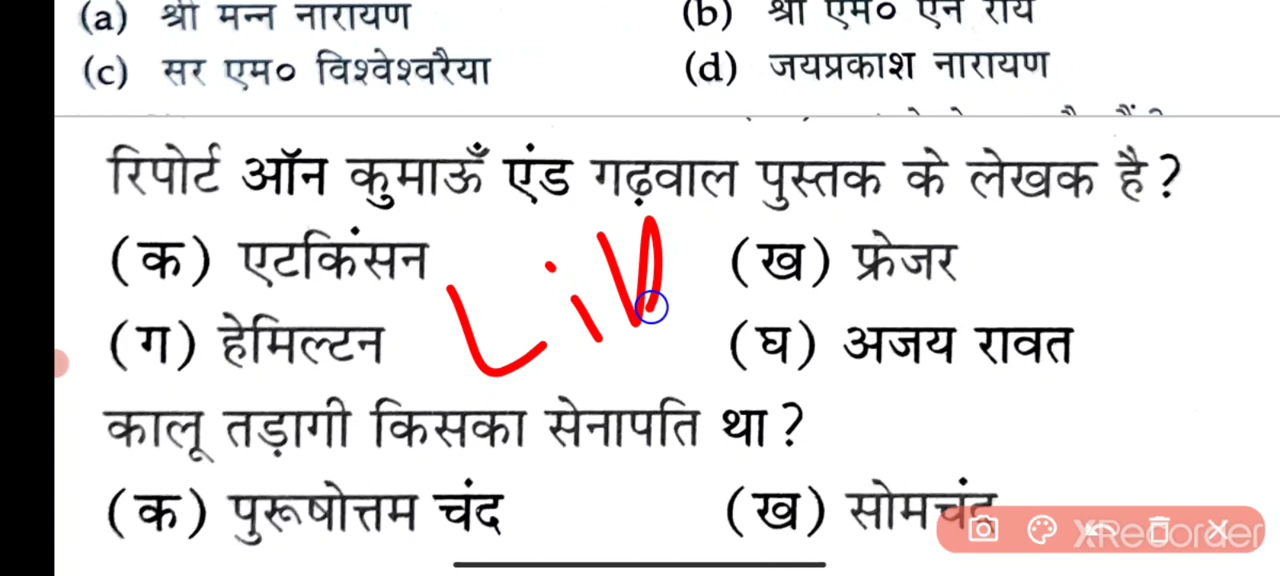 (a) श्री मन्न नारायण (b) श्री एम० एन राय
(c) सर एम० विश्वेश्वरैया (d) जयप्रकाश नारायण
रिपोर्ट ऑन कुमाऊँ एंड गढ़वाल पुस्तक के लेखक है ?
(क) एटकिंसन (ख) फ्रेजर
(ग) हेमिल्टन (घ) अजय रावत
कालू तड़ागी किसका सेनापति था ?
(क) पुरूषोत्तम चंद (ख) सोमचंद
XRecorder